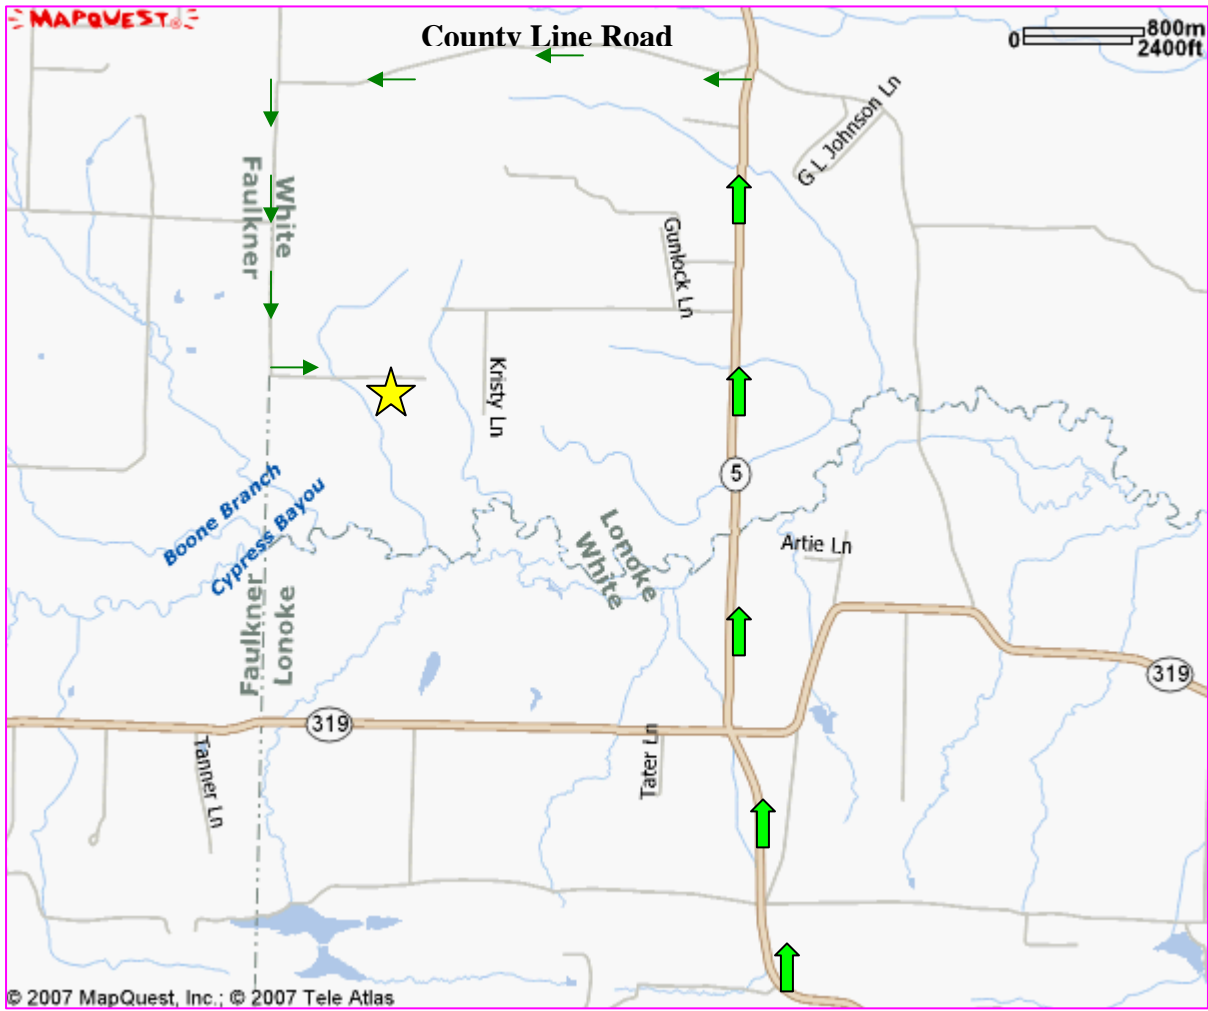 MAPQUEST
County Line Road
0
800m
2400ft
G L Johnson Ln
White
Faulkner
Gunlock Ln
Kristy Ln
5
Boone Branch
Cypress Bayou
Lonoke
White
Artie Ln
Faulkner
Lonoke
319
319
Tanner Ln
Tater Ln
© 2007 MapQuest, Inc.; © 2007 Tele Atlas